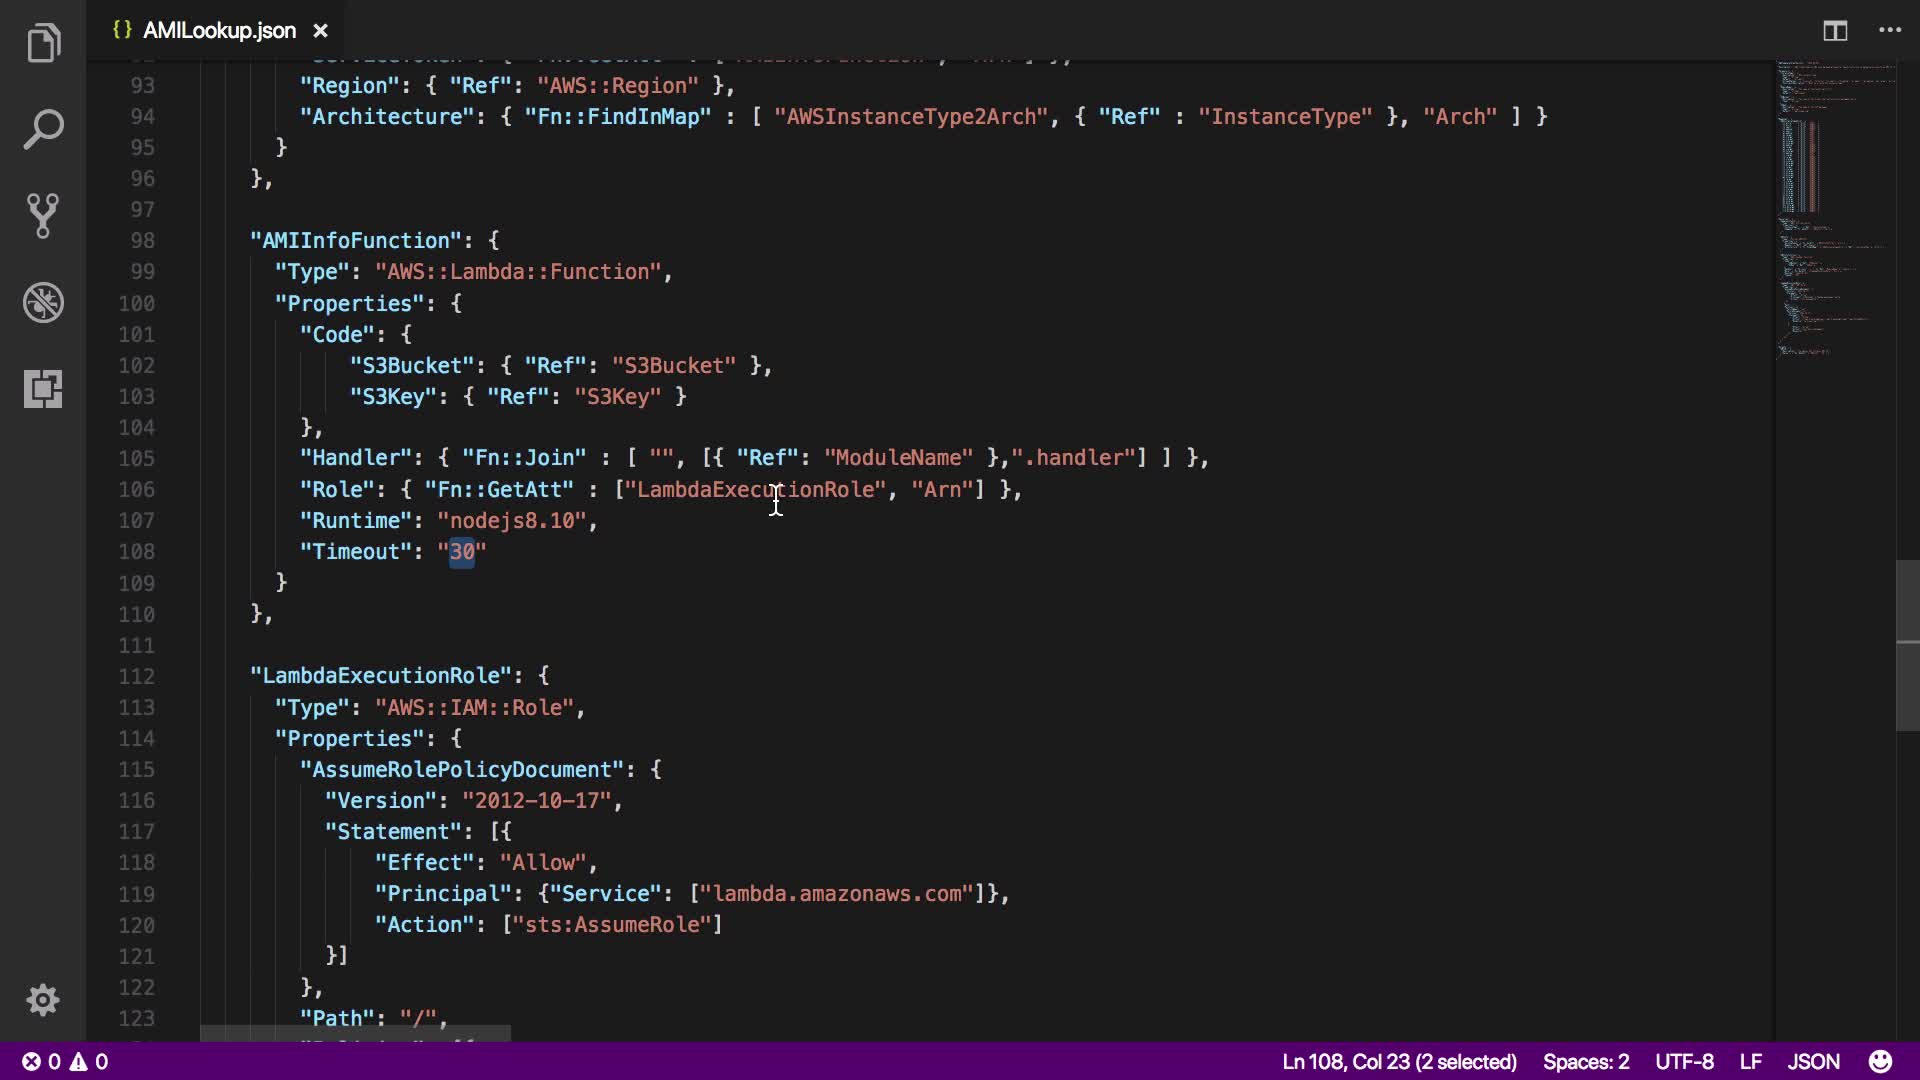 {} AMILookup.json ×
93 "Region": { "Ref": "AWS::Region" },
94 "Architecture": { "Fn::FindInMap" : [ "AWSInstanceType2Arch", { "Ref" : "InstanceType" }, "Arch" ] }
95 }
96 },
97
98 "AMIInfoFunction": {
99 "Type": "AWS::Lambda::Function",
100 "Properties": {
101 "Code": {
102 "S3Bucket": { "Ref": "S3Bucket" },
103 "S3Key": { "Ref": "S3Key" }
104 },
105 "Handler": { "Fn::Join" : [ "", [{ "Ref": "ModuleName" },".handler"] ] },
106 "Role": { "Fn::GetAtt" : ["LambdaExecutionRole", "Arn"] },
107 "Runtime": "nodejs8.10",
108 "Timeout": "30"
109 }
110 },
111
112 "LambdaExecutionRole": {
113 "Type": "AWS::IAM::Role",
114 "Properties": {
115 "AssumeRolePolicyDocument": {
116 "Version": "2012-10-17",
117 "Statement": [{
118 "Effect": "Allow",
119 "Principal": {"Service": ["lambda.amazonaws.com"]},
120 "Action": ["sts:AssumeRole"]
121 }]
122 },
123 "Path": "/",
0 0 Ln 108, Col 23 (2 selected) Spaces: 2 UTF-8 LF JSON